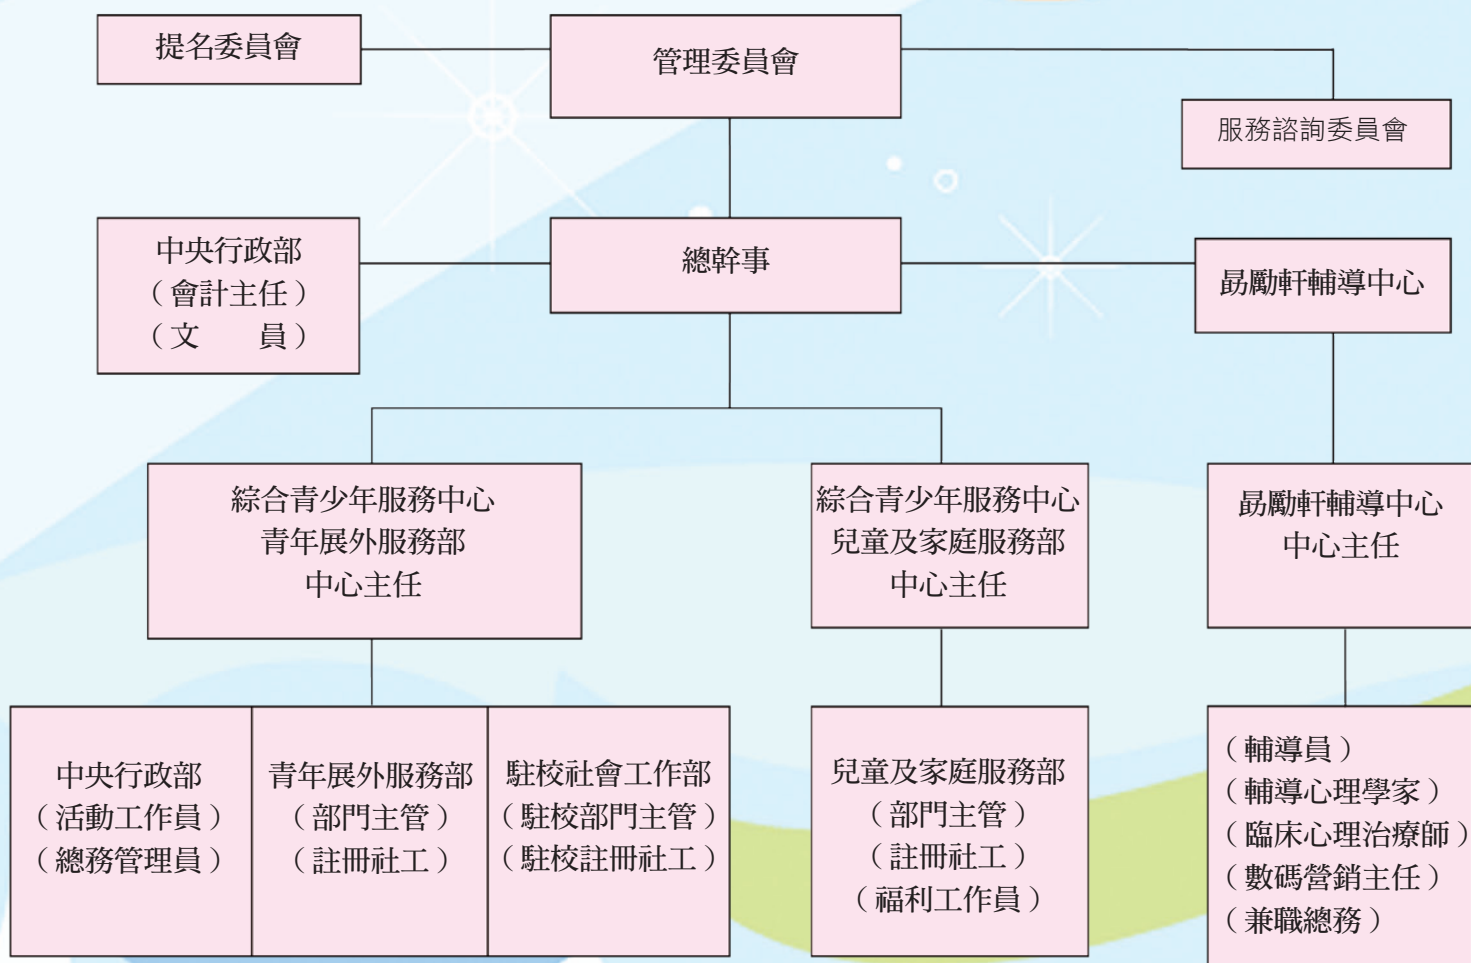 提名委員會
管理委員會
服務諮詢委員會
中央行政部
（會計主任）
（文　　員）
總幹事
勗勵軒輔導中心
綜合青少年服務中心
青年展外服務部
中心主任
綜合青少年服務中心
兒童及家庭服務部
中心主任
勗勵軒輔導中心
中心主任
中央行政部
（活動工作員）
（總務管理員）
青年展外服務部
（部門主管）
（註冊社工）
駐校社會工作部
（駐校部門主管）
（駐校註冊社工）
兒童及家庭服務部
（部門主管）
（註冊社工）
（福利工作員）
（輔導員）
（輔導心理學家）
（臨床心理治療師）
（數碼營銷主任）
（兼職總務）